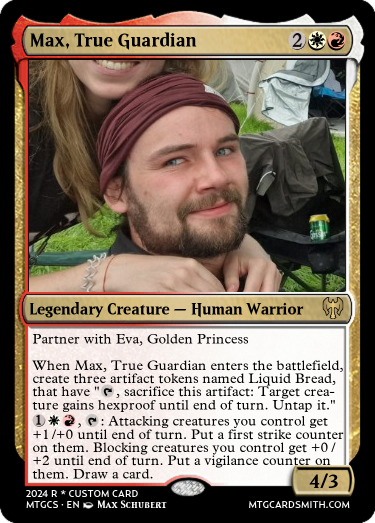 Max, True Guardian 2
Legendary Creature — Human Warrior
Partner with Eva, Golden Princess
When Max, True Guardian enters the battlefield,
create three artifact tokens named Liquid Bread,
that have " , sacrifice this artifact: Target crea-
ture gains hexproof until end of turn. Untap it."
1 , : Attacking creatures you control get
+1/+0 until end of turn. Put a first strike counter
on them. Blocking creatures you control get +0/
+2 until end of turn. Put a vigilance counter on
them. Draw a card.
4/3
2024 R * CUSTOM CARD
MTGCS · EN MAX SCHUBERT
MTGCARDSMITH.COM